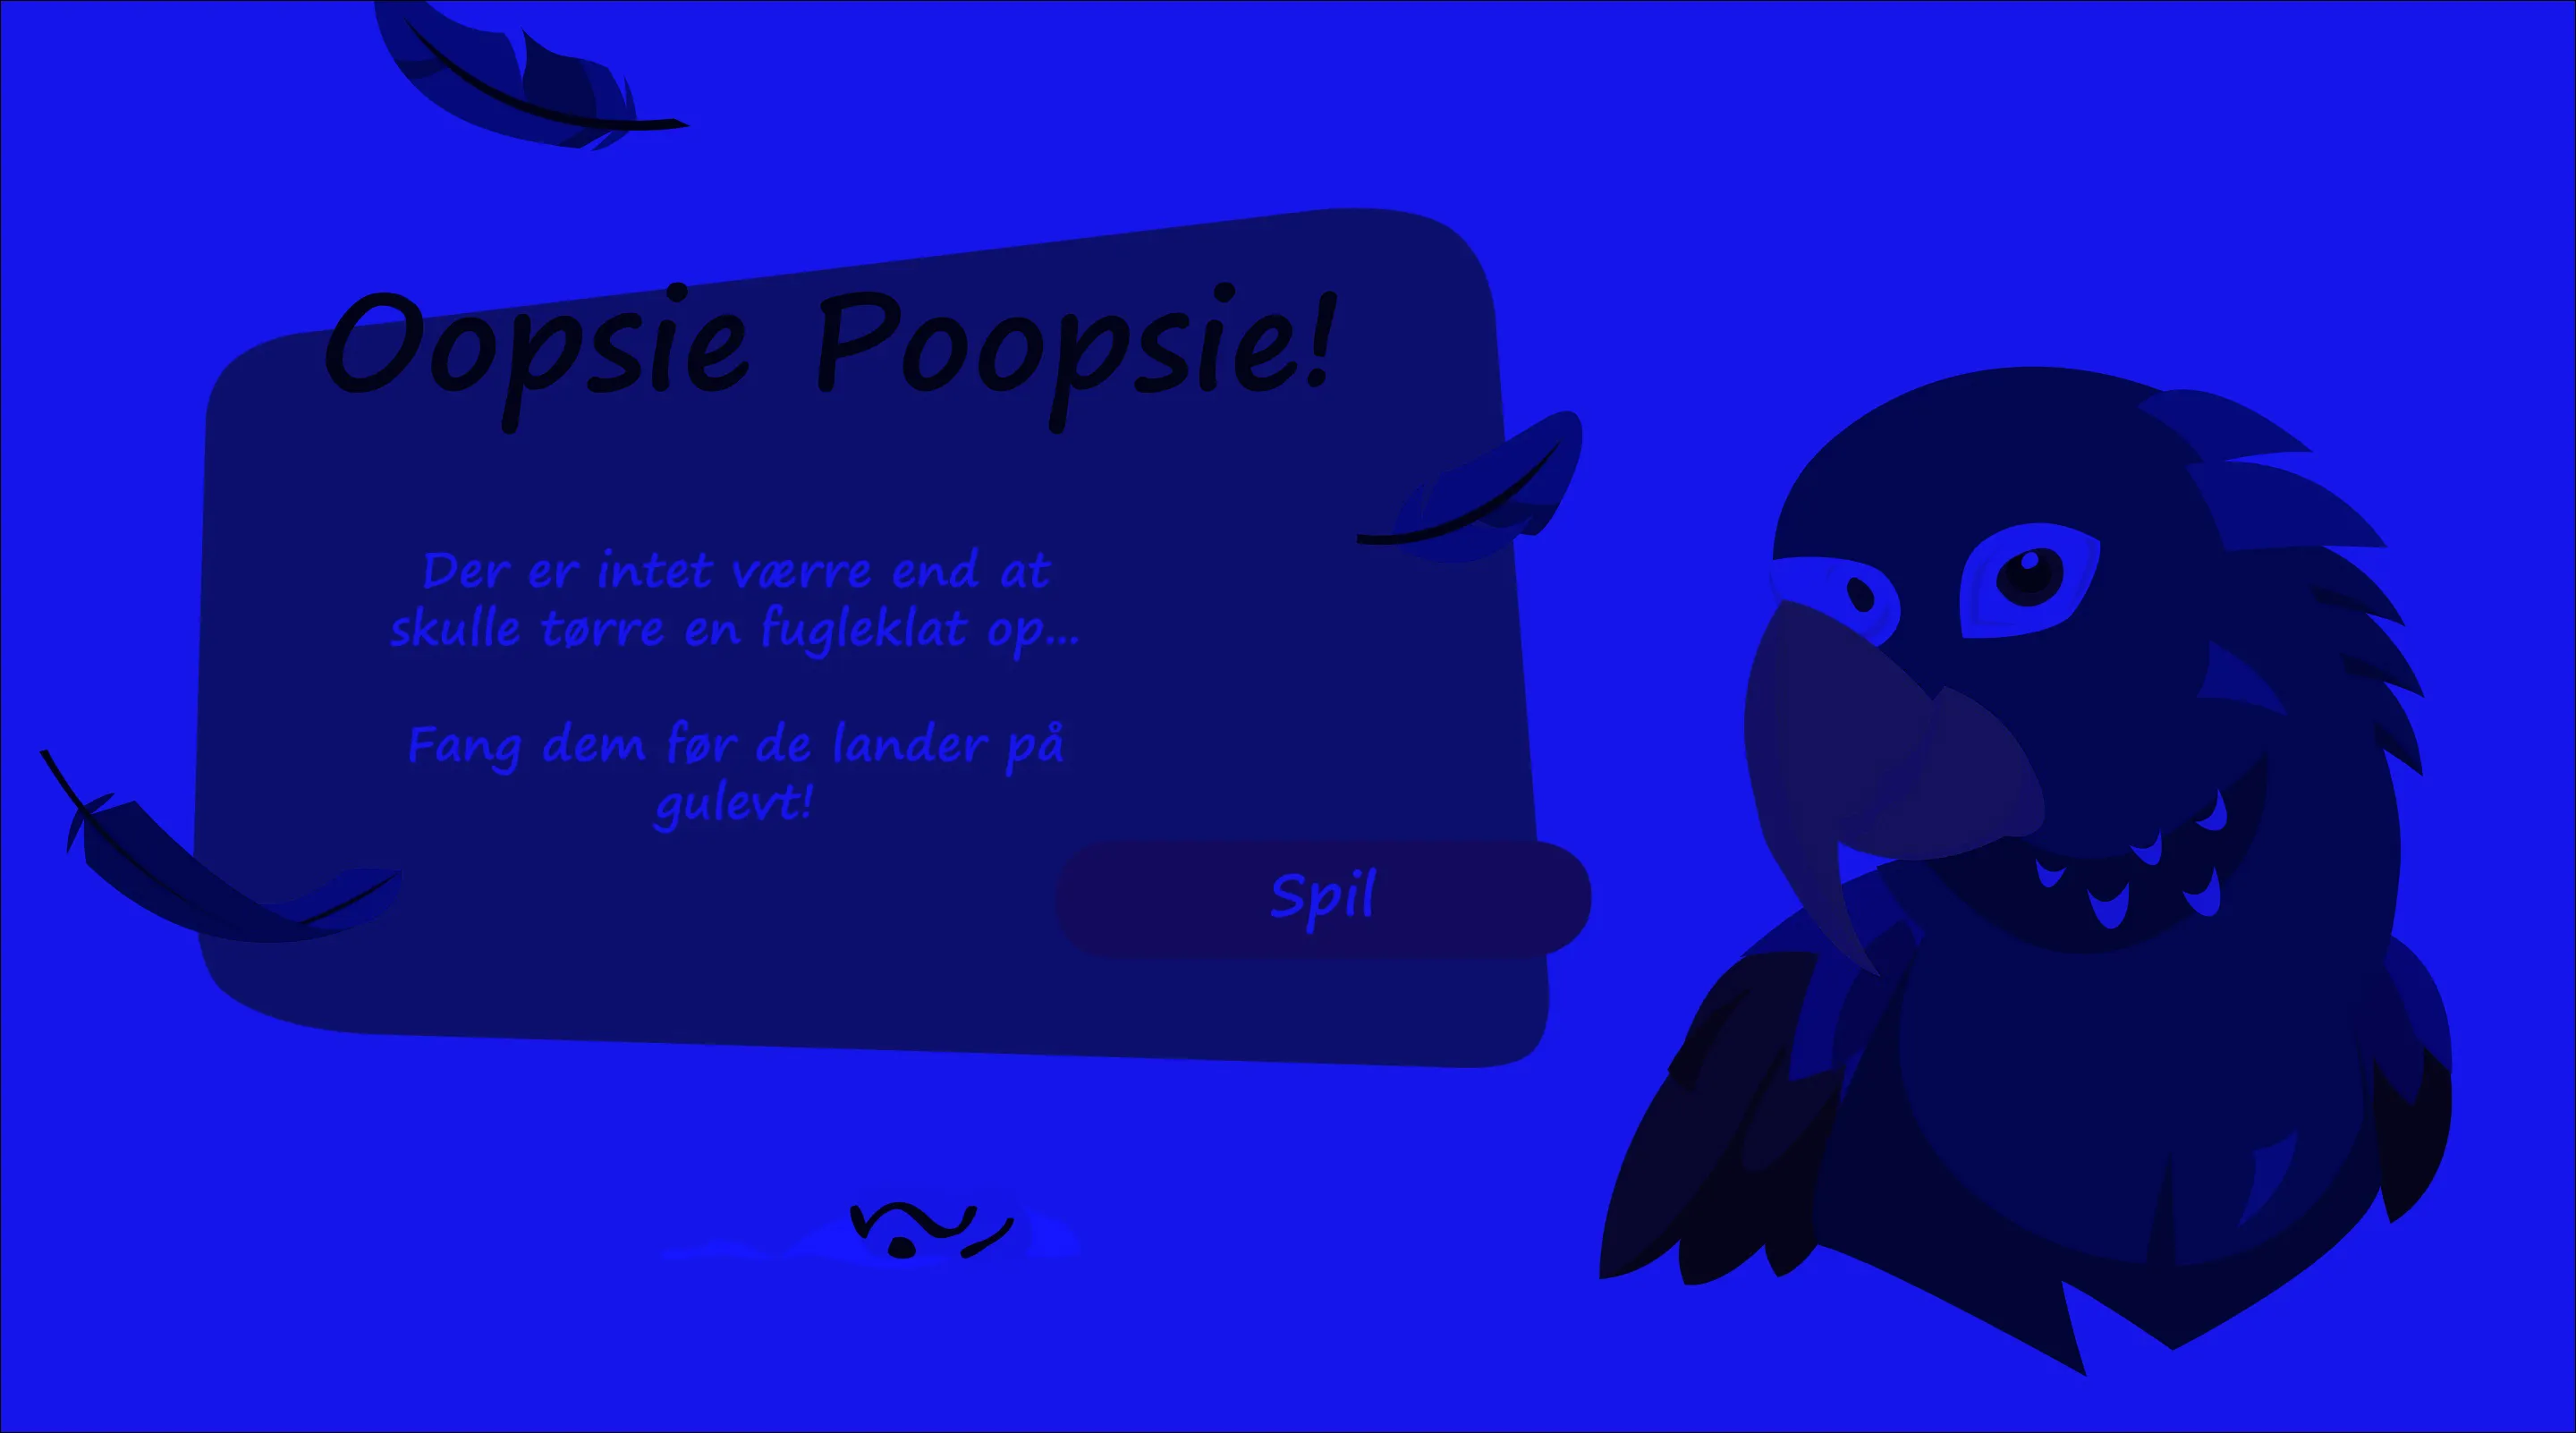 Oopsie Poopsie!
Der er intet værre end at
skulle tørre en fugleklat op...
Fang dem før de lander på
gulevt!
Spil